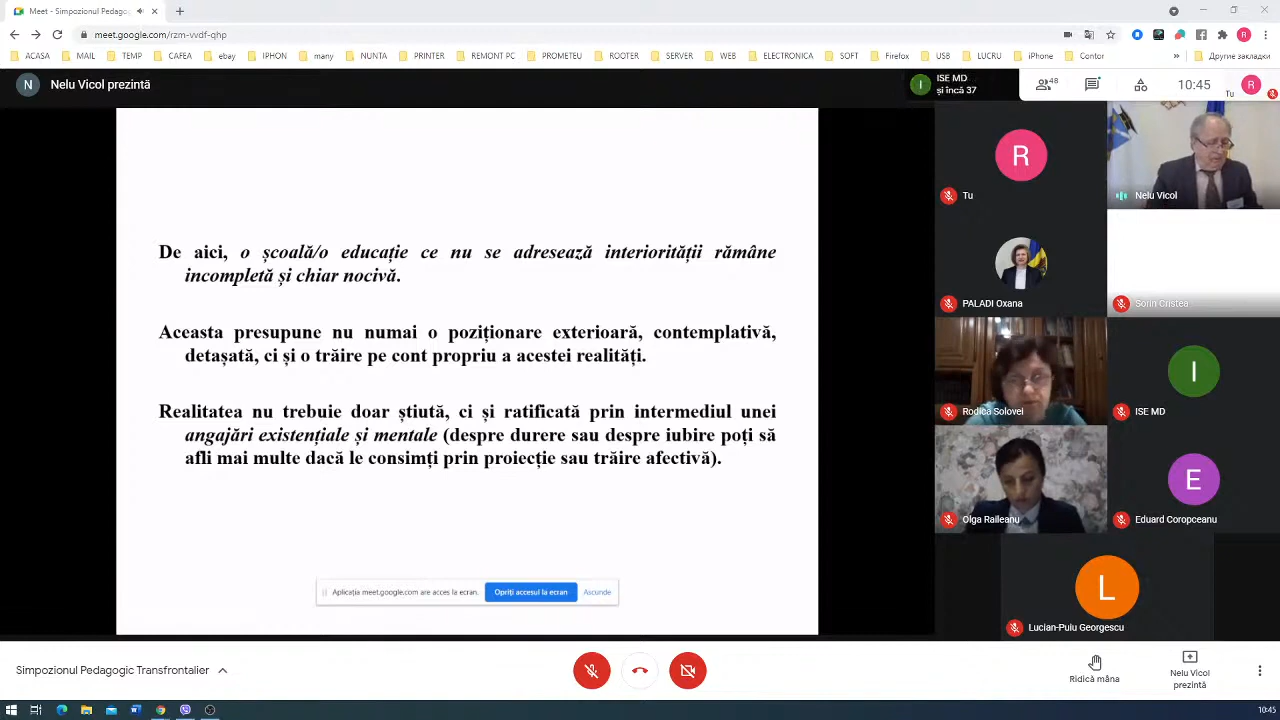 Meet - Simpozionul Pedago
meet.google.com/rzm-vvdf-qhp
ACASA MAIL TEMP CAFEA ebay IPHON many NUNTA PRINTER REMONT PC PROMETEU ROOTER SERVER WEB ELECTRONICA SOFT Firefox USB LUCRU iPhone Contor » Другие закладки
N Nelu Vicol prezintă
I ISE MD
și încă 37
48
10:45
Tu
R
R
Tu
Nelu Vicol
PALADI Oxana
Sorin Cristea
Rodica Solovei
I
ISE MD
Olga Raileanu
E
Eduard Coropceanu
L
Lucian-Puiu Georgescu
De aici, o școală/o educație ce nu se adresează interiorității rămâne
incompletă și chiar nocivă.
Aceasta presupune nu numai o poziționare exterioară, contemplativă,
detașată, ci și o trăire pe cont propriu a acestei realități.
Realitatea nu trebuie doar știută, ci și ratificată prin intermediul unei
angajări existențiale și mentale (despre durere sau despre iubire poți să
afli mai multe dacă le consimți prin proiecție sau trăire afectivă).
Aplicația meet.google.com are acces la ecran. Opriți accesul la ecran Ascunde
Simpozionul Pedagogic Transfrontalier
Ridică mâna
Nelu Vicol
prezintă
10:45